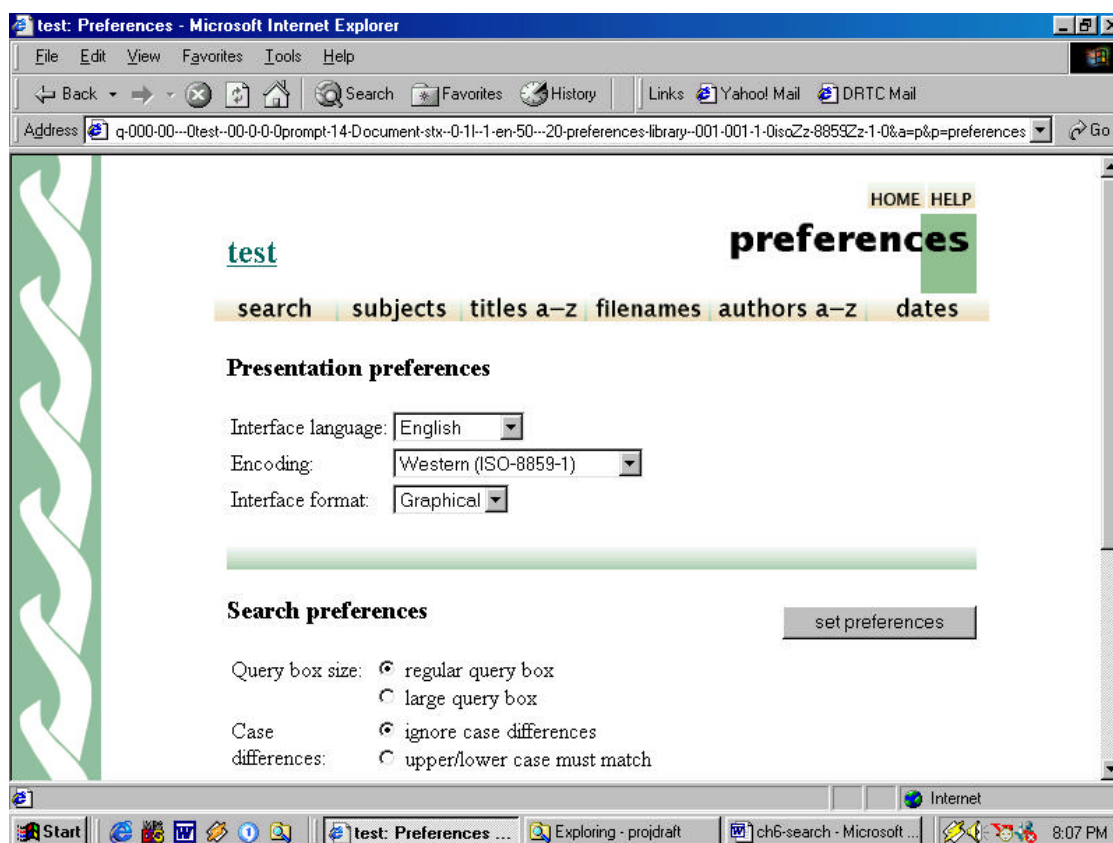 test: Preferences - Microsoft Internet Explorer
File Edit View Favorites Tools Help
Back Search Favorites History Links Yahoo! Mail DRTC Mail
Address q-000-00---0test--00-0-0-0prompt-14-Document-stx--0-1l--1-en-50---20-preferences-library--001-001-1-0isoZz-8859Zz-1-0&a=p&p=preferences Go
HOME HELP
preferences
test
search subjects titles a–z filenames authors a–z dates
Presentation preferences
Interface language: English
Encoding: Western (ISO-8859-1)
Interface format: Graphical
Search preferences
set preferences
Query box size: regular query box
large query box
Case ignore case differences
differences: upper/lower case must match
Internet
Start test: Preferences ... Exploring - projdraft ch6-search - Microsoft ... 8:07 PM